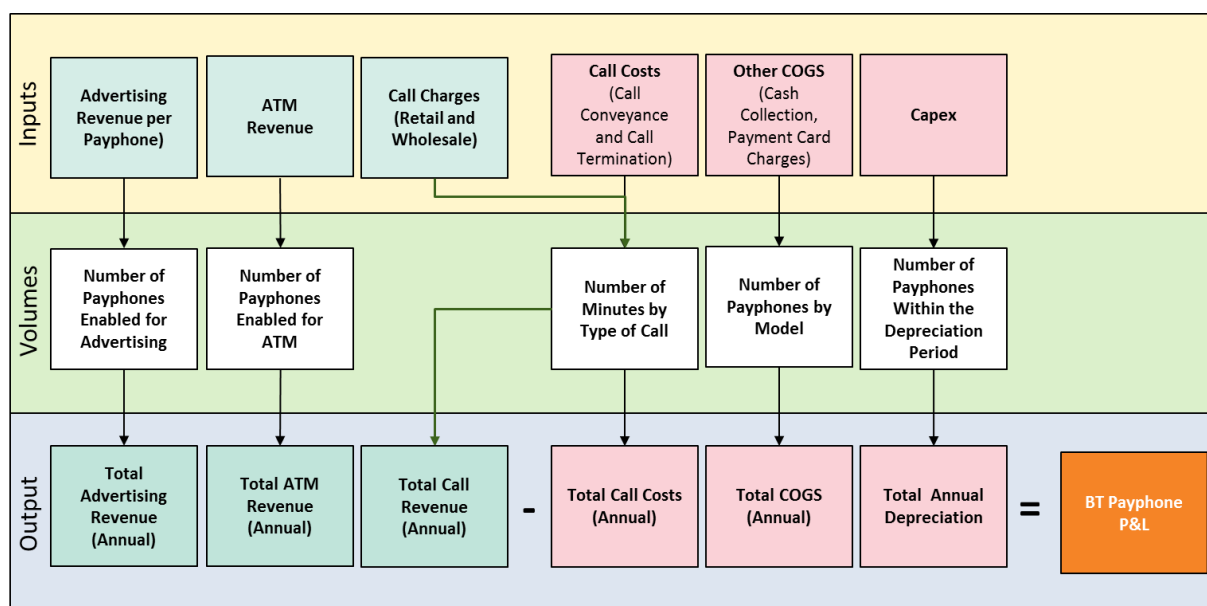 Inputs
Advertising
Revenue per
Payphone)
ATM
Revenue
Call Charges
(Retail and
Wholesale)
Call Costs
(Call
Conveyance
and Call
Termination)
Other COGS
(Cash
Collection,
Payment Card
Charges)
Capex
Volumes
Number of
Payphones
Enabled for
Advertising
Number of
Payphones
Enabled for
ATM
Number of
Minutes by
Type of Call
Number of
Payphones by
Model
Number of
Payphones
Within the
Depreciation
Period
Output
Total
Advertising
Revenue
(Annual)
Total ATM
Revenue
(Annual)
Total Call
Revenue
(Annual)
-
Total Call Costs
(Annual)
Total COGS
(Annual)
Total Annual
Depreciation
=
BT Payphone
P&L